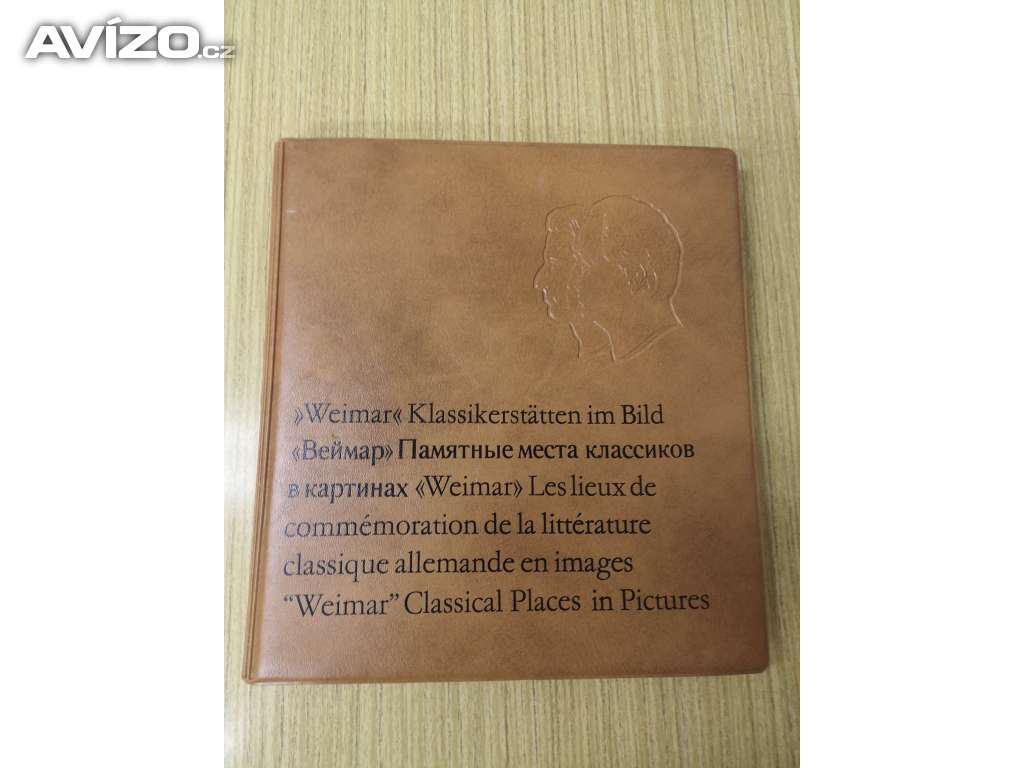 AVÍZO.cz
»Weimar« Klassikerstätten im Bild
«Веймар» Памятные места классиков
в картинах «Weimar» Les lieux de
commémoration de la littérature
classique allemande en images
“Weimar” Classical Places in Pictures